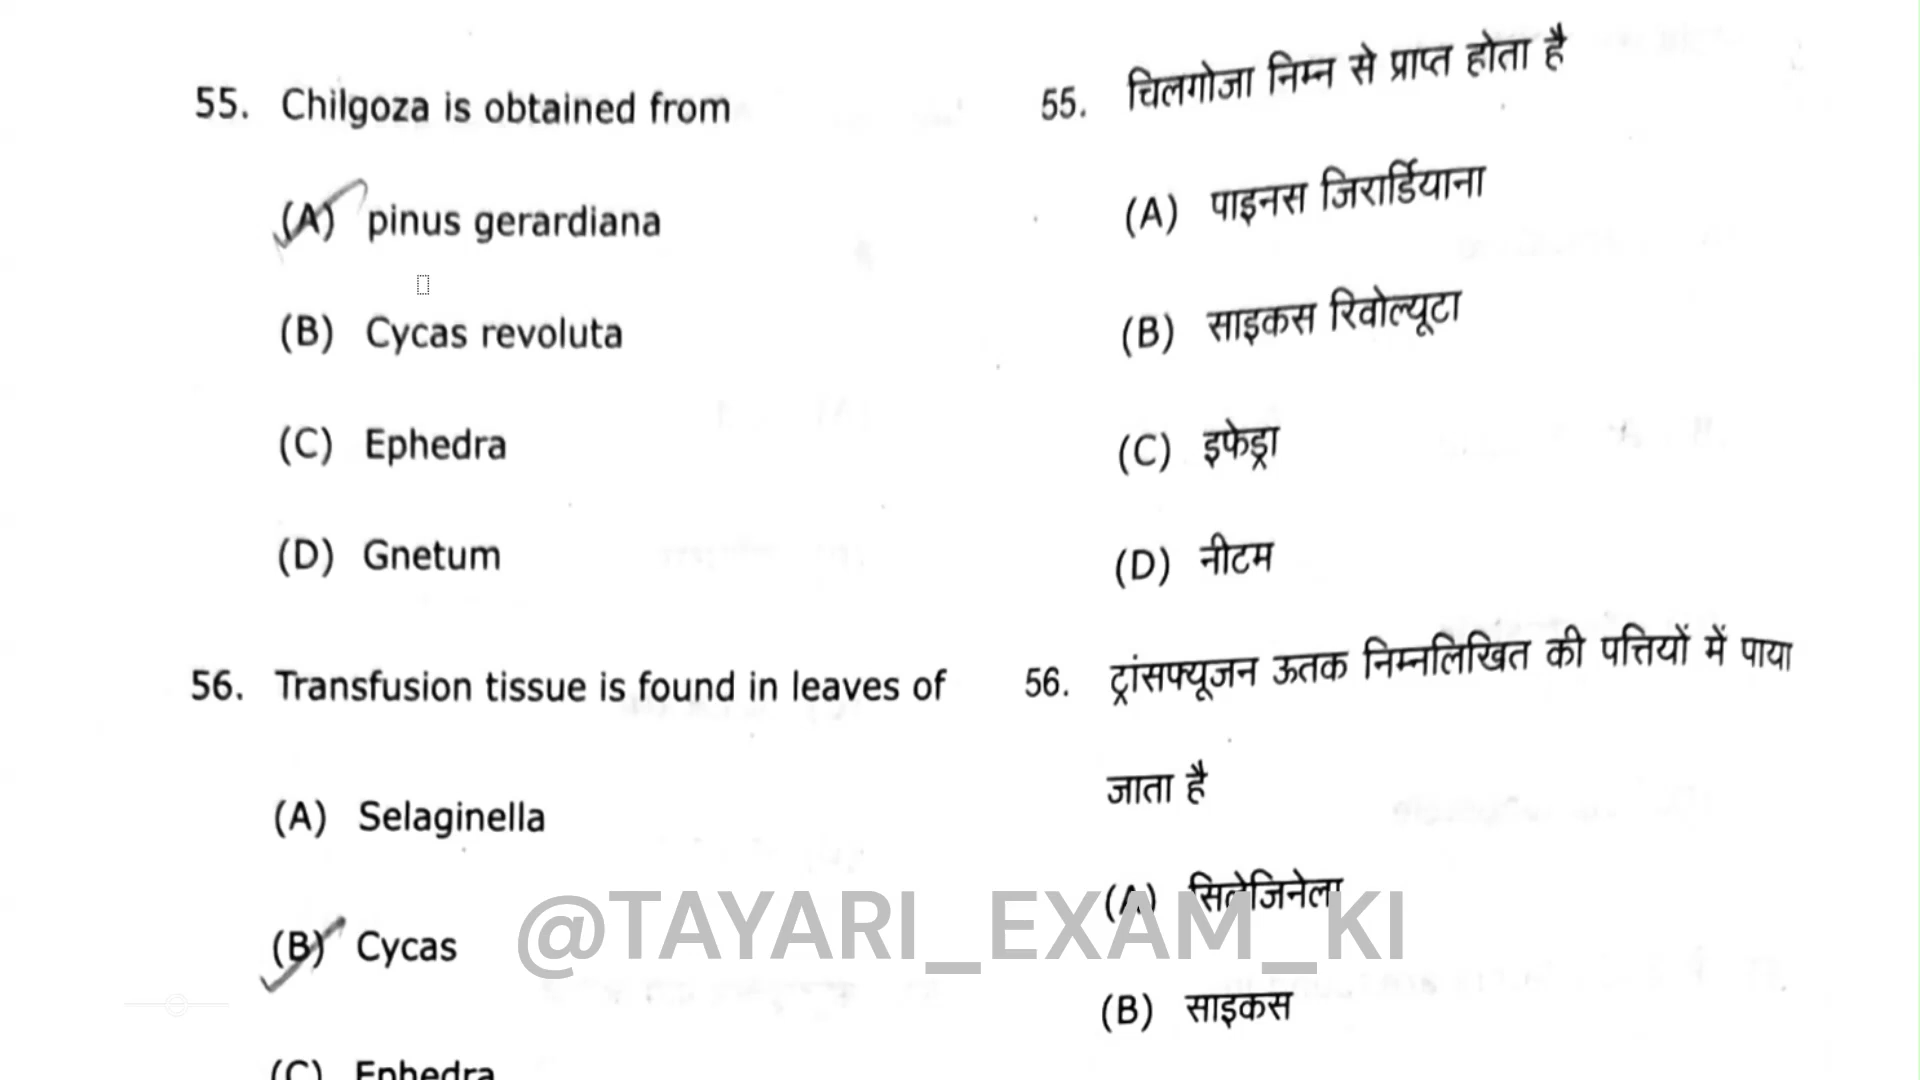 55. Chilgoza is obtained from
(A) pinus gerardiana
(B) Cycas revoluta
(C) Ephedra
(D) Gnetum
56. Transfusion tissue is found in leaves of
(A) Selaginella
(B) Cycas
(C) Ephedra
55. चिलगोजा निम्न से प्राप्त होता है
(A) पाइनस जिरार्डियाना
(B) साइकस रिवोल्यूटा
(C) इफेड्रा
(D) नीटम
56. ट्रांसफ्यूजन ऊतक निम्नलिखित की पत्तियों में पाया
जाता है
(A) सिलेजिनेला
(B) साइकस
@TAYARI_EXAM_KI